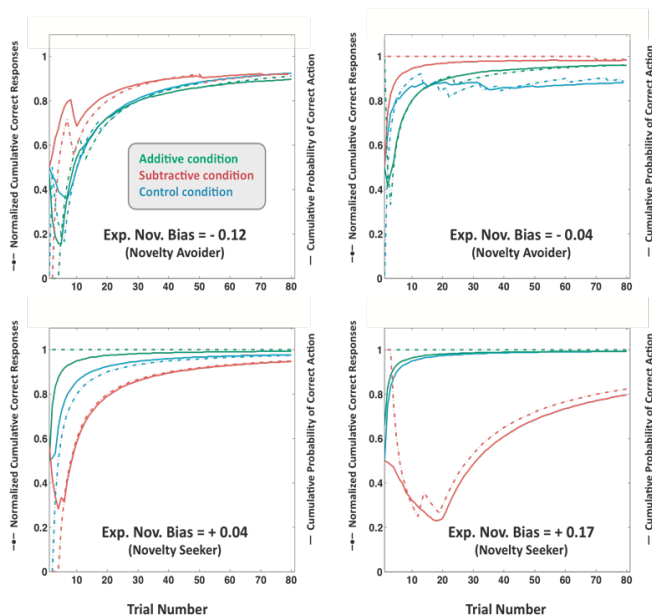 —●— Normalized Cumulative Correct Responses
1
0.8
0.6
0.4
0.2
0
Additive condition
Subtractive condition
Control condition
Exp. Nov. Bias = - 0.12
(Novelty Avoider)
10 20 30 40 50 60 70 80
— Cumulative Probability of Correct Action
—●— Normalized Cumulative Correct Responses
1
0.8
0.6
0.4
0.2
0
Exp. Nov. Bias = - 0.04
(Novelty Avoider)
10 20 30 40 50 60 70 80
— Cumulative Probability of Correct Action
—●— Normalized Cumulative Correct Responses
1
0.8
0.6
0.4
0.2
0
Exp. Nov. Bias = + 0.04
(Novelty Seeker)
10 20 30 40 50 60 70 80
Trial Number
— Cumulative Probability of Correct Action
—●— Normalized Cumulative Correct Responses
1
0.8
0.6
0.4
0.2
0
Exp. Nov. Bias = + 0.17
(Novelty Seeker)
10 20 30 40 50 60 70 80
Trial Number
— Cumulative Probability of Correct Action